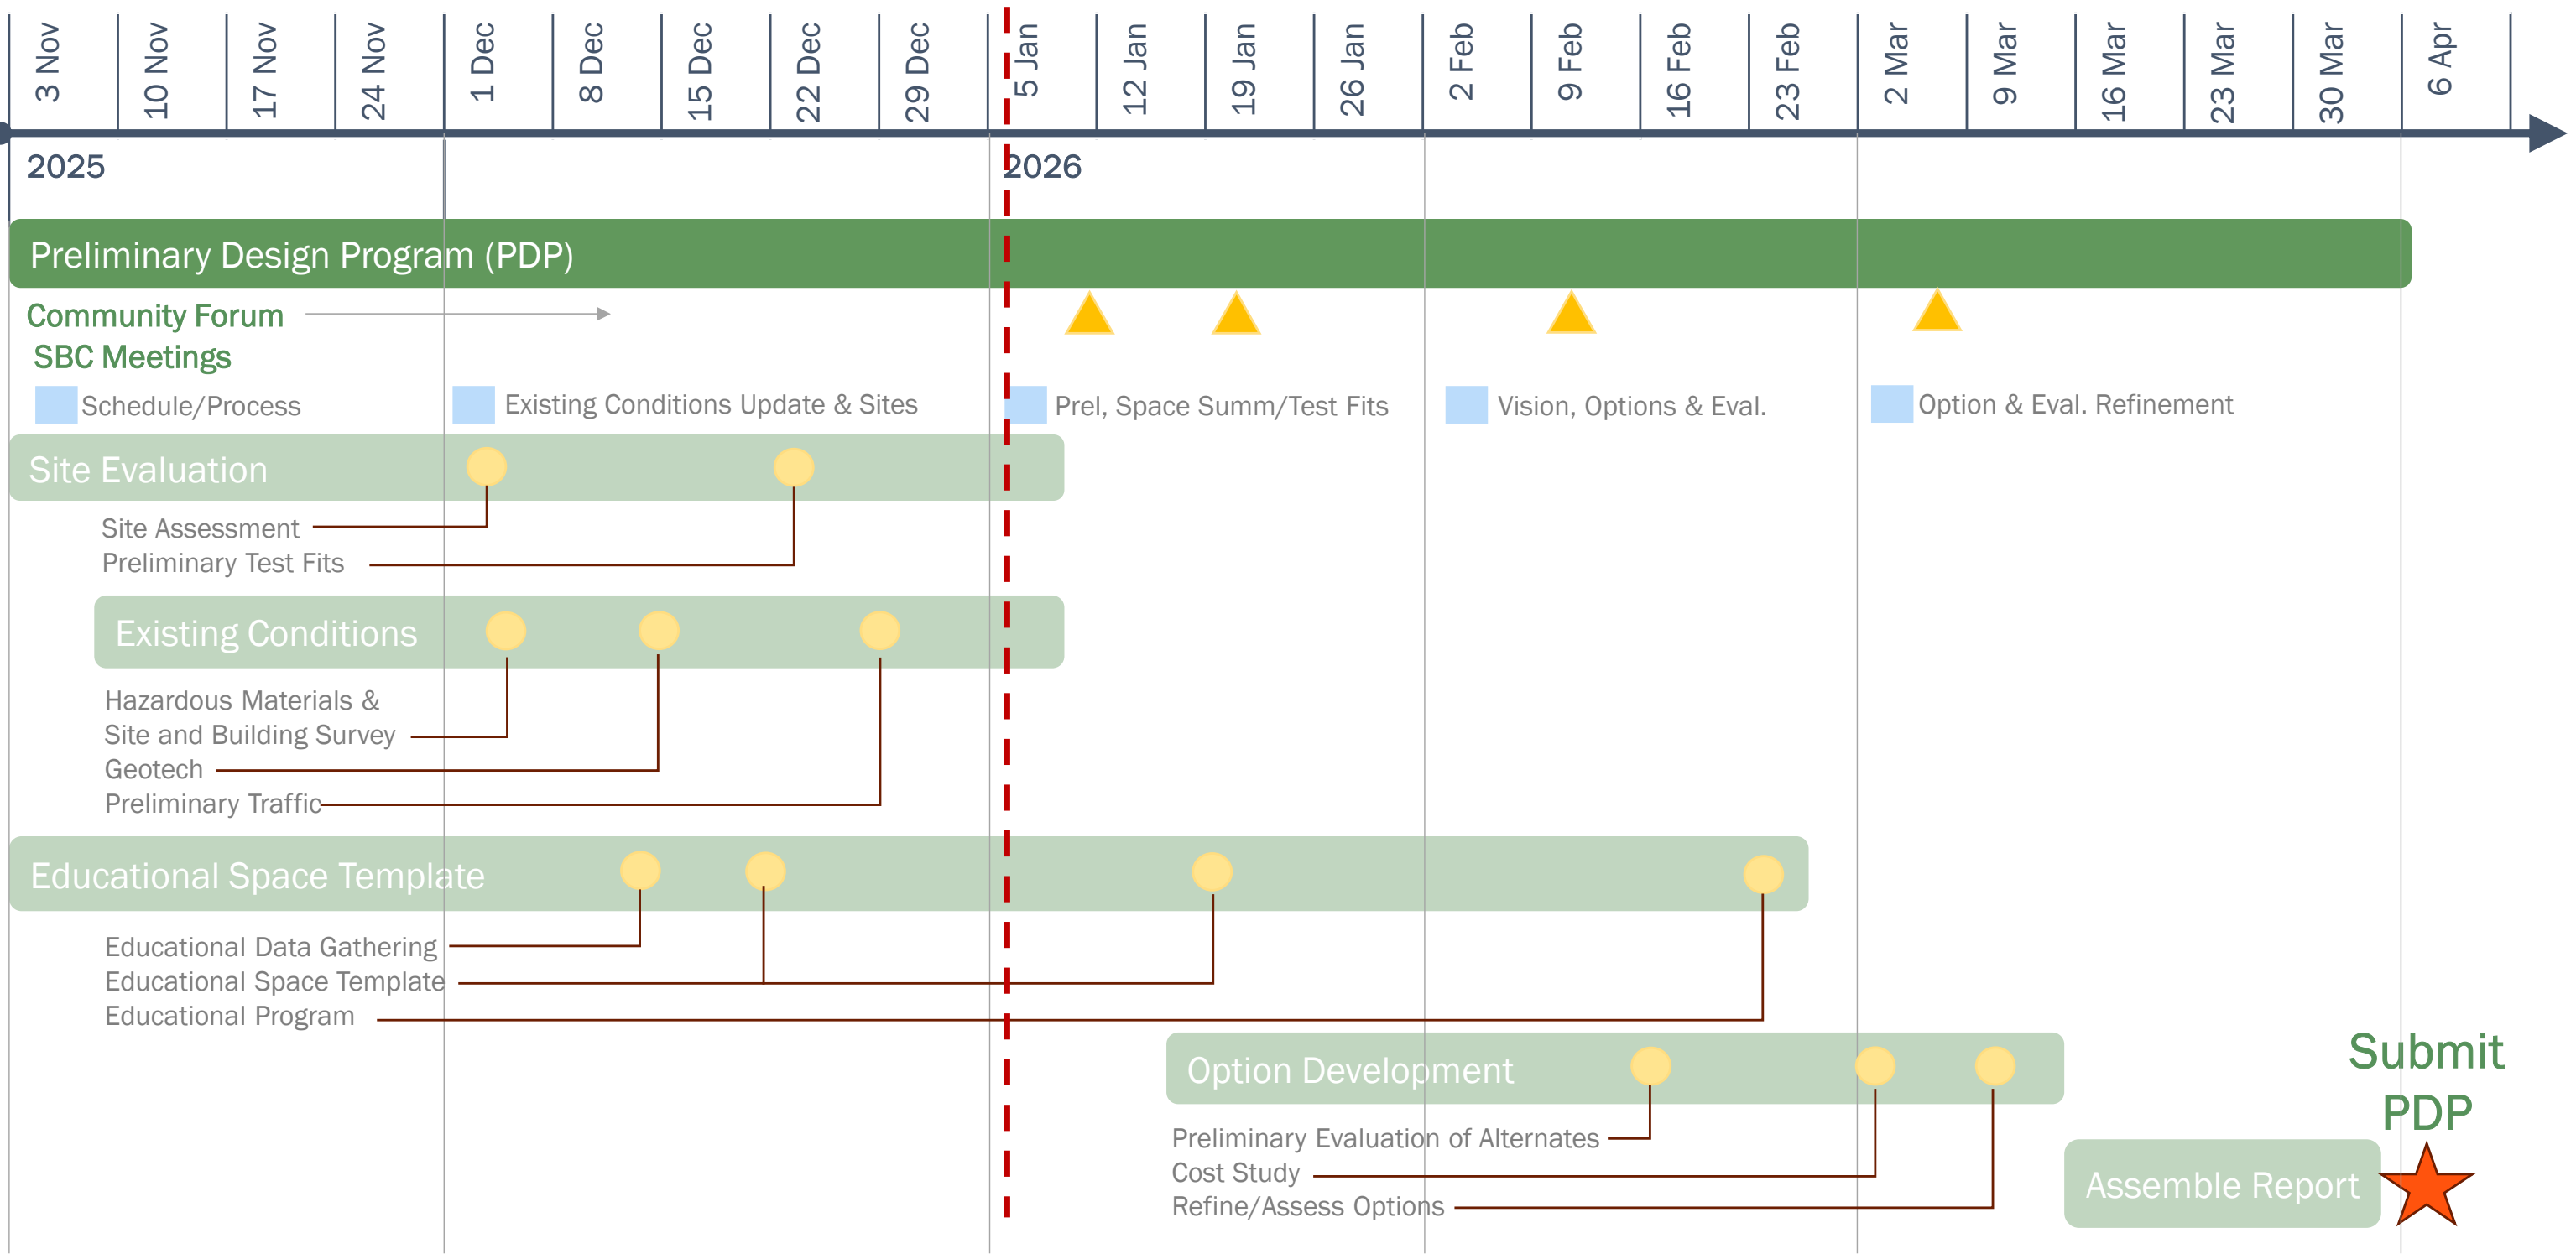 3 Nov
10 Nov
17 Nov
24 Nov
1 Dec
8 Dec
15 Dec
22 Dec
29 Dec
5 Jan
12 Jan
19 Jan
26 Jan
2 Feb
9 Feb
16 Feb
23 Feb
2 Mar
9 Mar
16 Mar
23 Mar
30 Mar
6 Apr
2025
2026
Preliminary Design Program (PDP)
Community Forum
SBC Meetings
Schedule/Process
Existing Conditions Update & Sites
Prel, Space Summ/Test Fits
Vision, Options & Eval.
Option & Eval. Refinement
Site Evaluation
Site Assessment
Preliminary Test Fits
Existing Conditions
Hazardous Materials &
Site and Building Survey
Geotech
Preliminary Traffic
Educational Space Template
Educational Data Gathering
Educational Space Template
Educational Program
Option Development
Preliminary Evaluation of Alternates
Cost Study
Refine/Assess Options
Submit
PDP
Assemble Report